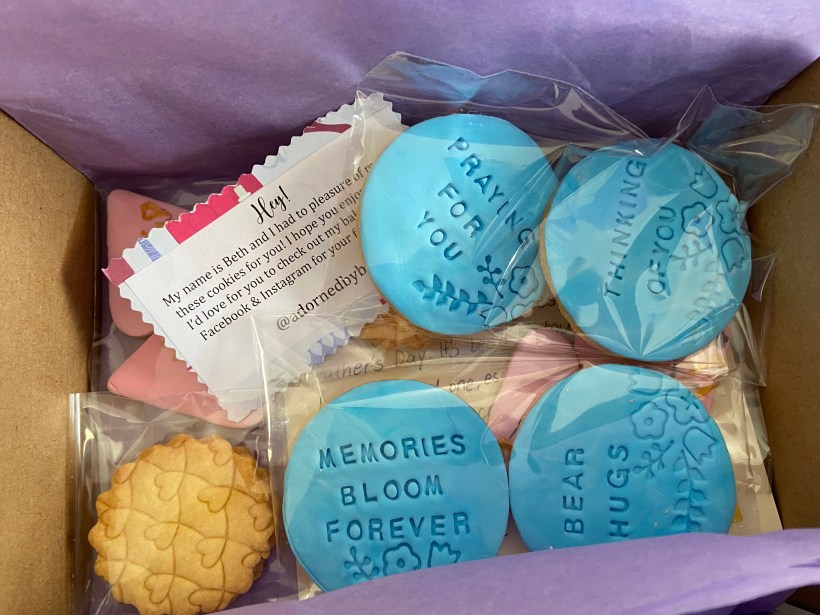 Hey!
My name is Beth and I had to pleasure of
these cookies for you! I hope you enjoy
I'd love for you to check out my
Facebook & Instagram for your
@adornedbyb
PRAYING
FOR
YOU
THINKING
OF YOU
Father's Day. It's
MEMORIES
BLOOM
FOREVER
BEAR
HUGS